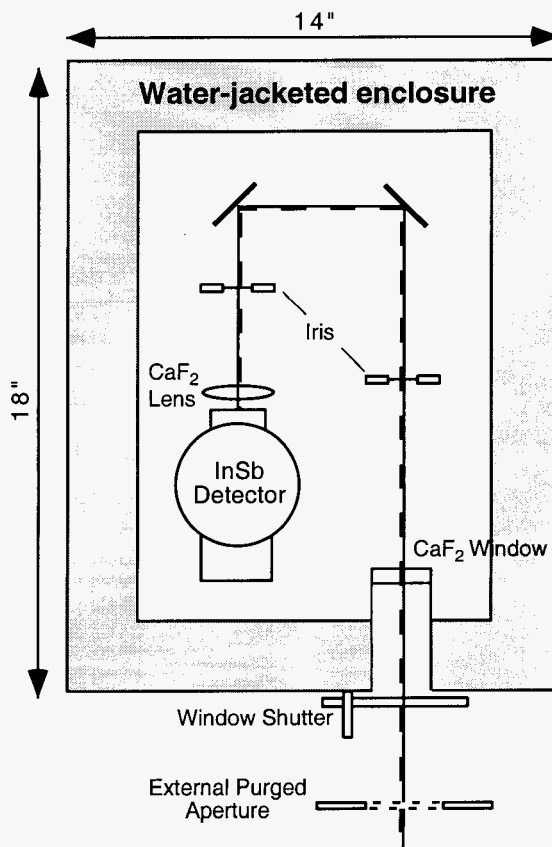 14"
Water-jacketed enclosure
18"
Iris
CaF₂
Lens
InSb
Detector
CaF₂ Window
Window Shutter
External Purged
Aperture